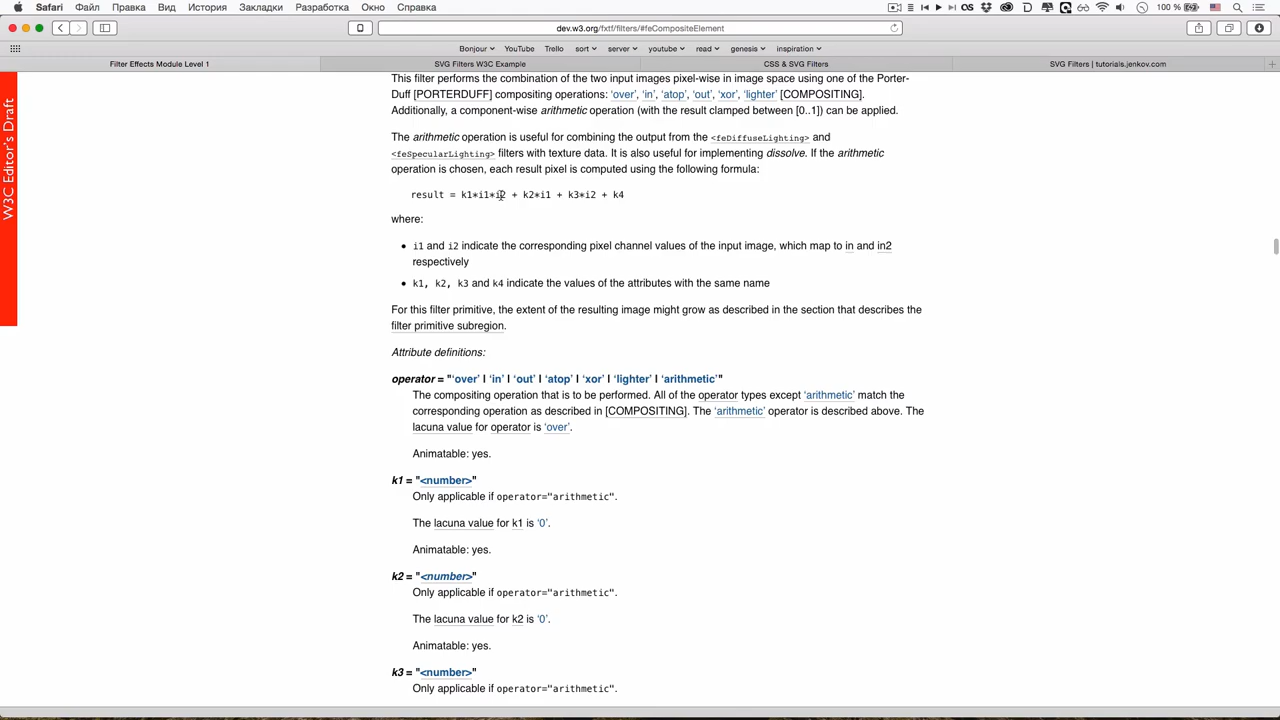 Safari Файл Правка Вид История Закладки Разработка Окно Справка 100 %
dev.w3.org/fxtf/filters/#feCompositeElement
Bonjour YouTube Trello sort server youtube read genesis inspiration
Filter Effects Module Level 1 SVG Filters W3C Example CSS & SVG Filters SVG Filters | tutorials.jenkov.com
W3C Editor's Draft
This filter performs the combination of the two input images pixel-wise in image space using one of the Porter-
Duff [PORTERDUFF] compositing operations: ‘over’, ‘in’, ‘atop’, ‘out’, ‘xor’, ‘lighter’ [COMPOSITING].
Additionally, a component-wise arithmetic operation (with the result clamped between [0..1]) can be applied.
The arithmetic operation is useful for combining the output from the <feDiffuseLighting> and
<feSpecularLighting> filters with texture data. It is also useful for implementing dissolve. If the arithmetic
operation is chosen, each result pixel is computed using the following formula:
result = k1*i1*i2 + k2*i1 + k3*i2 + k4
where:
• i1 and i2 indicate the corresponding pixel channel values of the input image, which map to in and in2
respectively
• k1, k2, k3 and k4 indicate the values of the attributes with the same name
For this filter primitive, the extent of the resulting image might grow as described in the section that describes the
filter primitive subregion.
Attribute definitions:
operator = "‘over’ | ‘in’ | ‘out’ | ‘atop’ | ‘xor’ | ‘lighter’ | ‘arithmetic’"
The compositing operation that is to be performed. All of the operator types except ‘arithmetic’ match the
corresponding operation as described in [COMPOSITING]. The ‘arithmetic’ operator is described above. The
lacuna value for operator is ‘over’.
Animatable: yes.
k1 = "<number>"
Only applicable if operator="arithmetic".
The lacuna value for k1 is ‘0’.
Animatable: yes.
k2 = "<number>"
Only applicable if operator="arithmetic".
The lacuna value for k2 is ‘0’.
Animatable: yes.
k3 = "<number>"
Only applicable if operator="arithmetic".